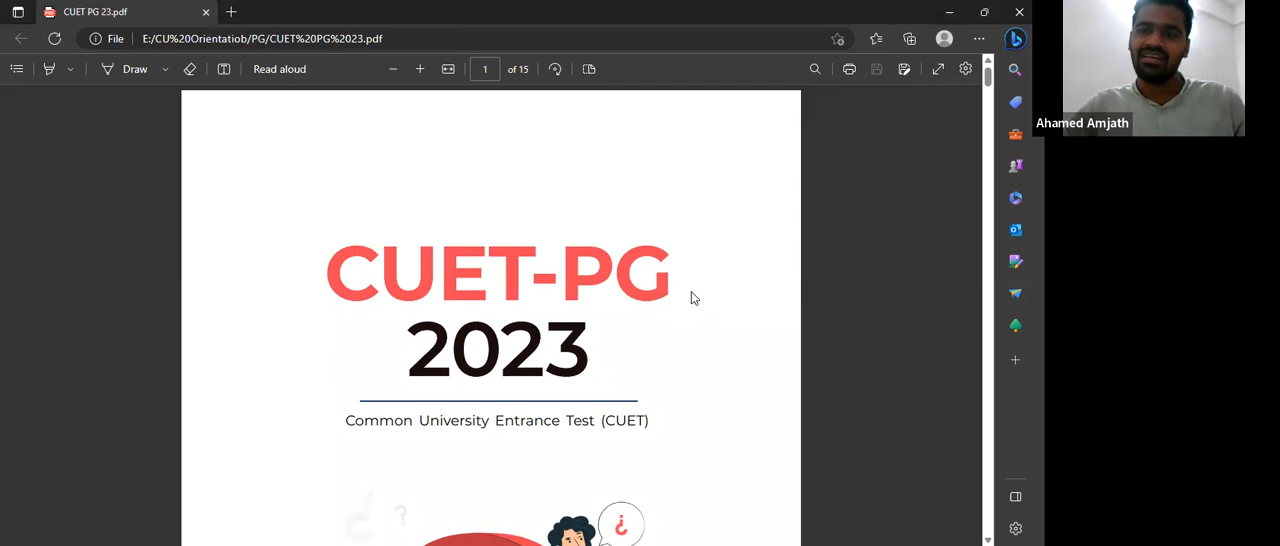 CUET PG 23.pdf
File E:/CU%20Orientatiob/PG/CUET%20PG%2023.pdf
Draw Read aloud 1 of 15
Ahamed Amjath
CUET-PG
2023
Common University Entrance Test (CUET)
?
¿